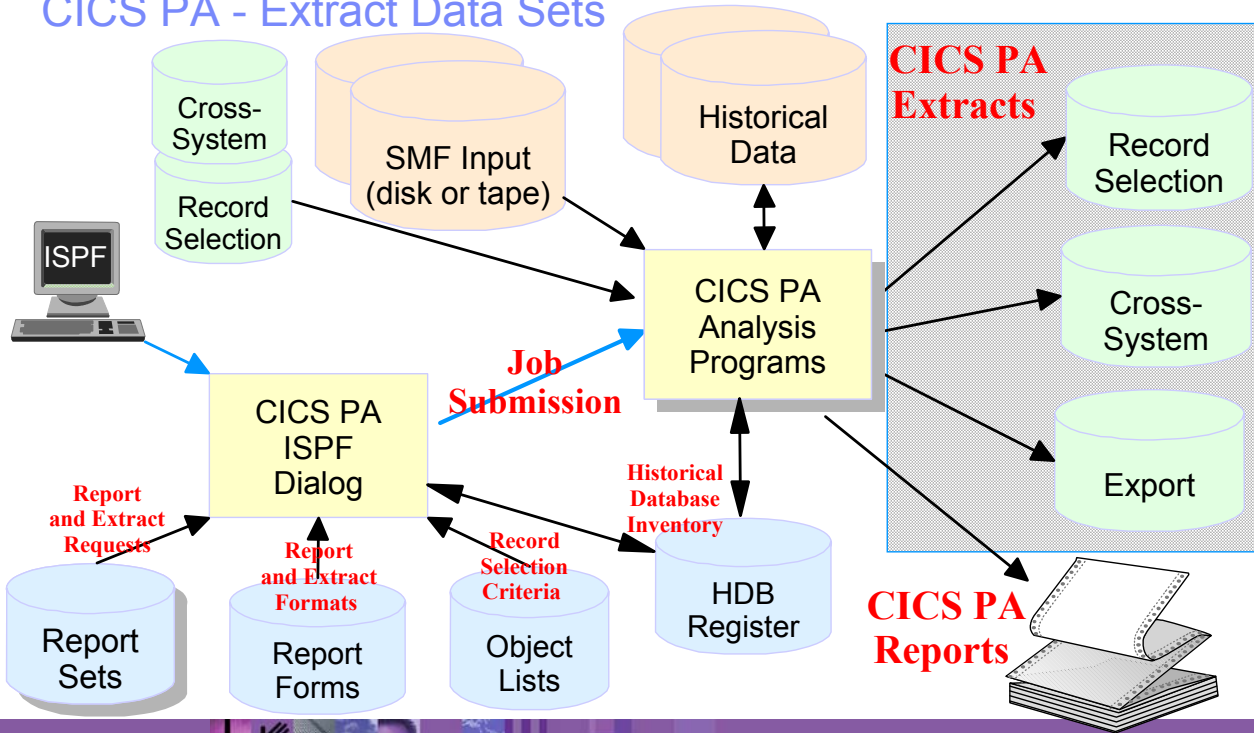 CICS PA - Extract Data Sets
Cross-
System
Record
Selection
SMF Input
(disk or tape)
Historical
Data
CICS PA
Extracts
Record
Selection
Cross-
System
Export
ISPF
CICS PA
Analysis
Programs
Job
Submission
CICS PA
ISPF
Dialog
Report
and Extract
Requests
Report
and Extract
Formats
Record
Selection
Criteria
Historical
Database
Inventory
Report
Sets
Report
Forms
Object
Lists
HDB
Register
CICS PA
Reports